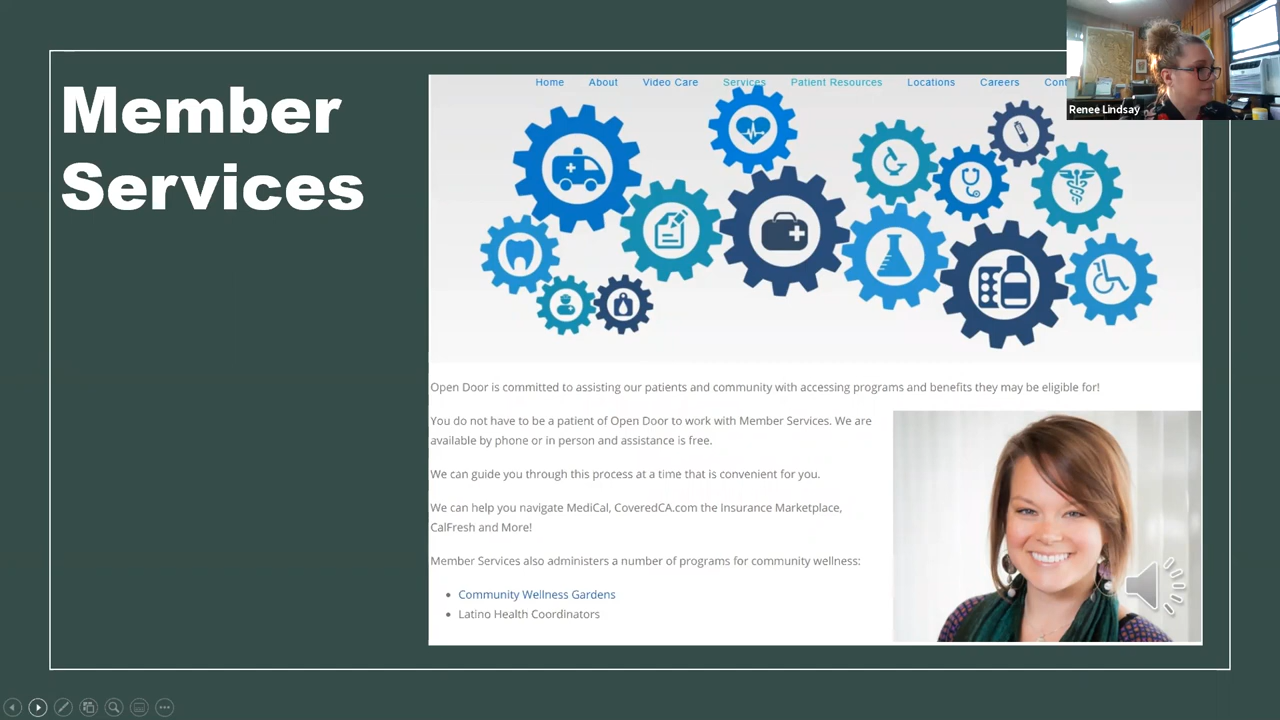 Member
Services
Home About Video Care Services Patient Resources Locations Careers Cont
Renee Lindsay
Open Door is committed to assisting our patients and community with accessing programs and benefits they may be eligible for!
You do not have to be a patient of Open Door to work with Member Services. We are
available by phone or in person and assistance is free.
We can guide you through this process at a time that is convenient for you.
We can help you navigate MediCal, CoveredCA.com the Insurance Marketplace,
CalFresh and More!
Member Services also administers a number of programs for community wellness:
• Community Wellness Gardens
• Latino Health Coordinators